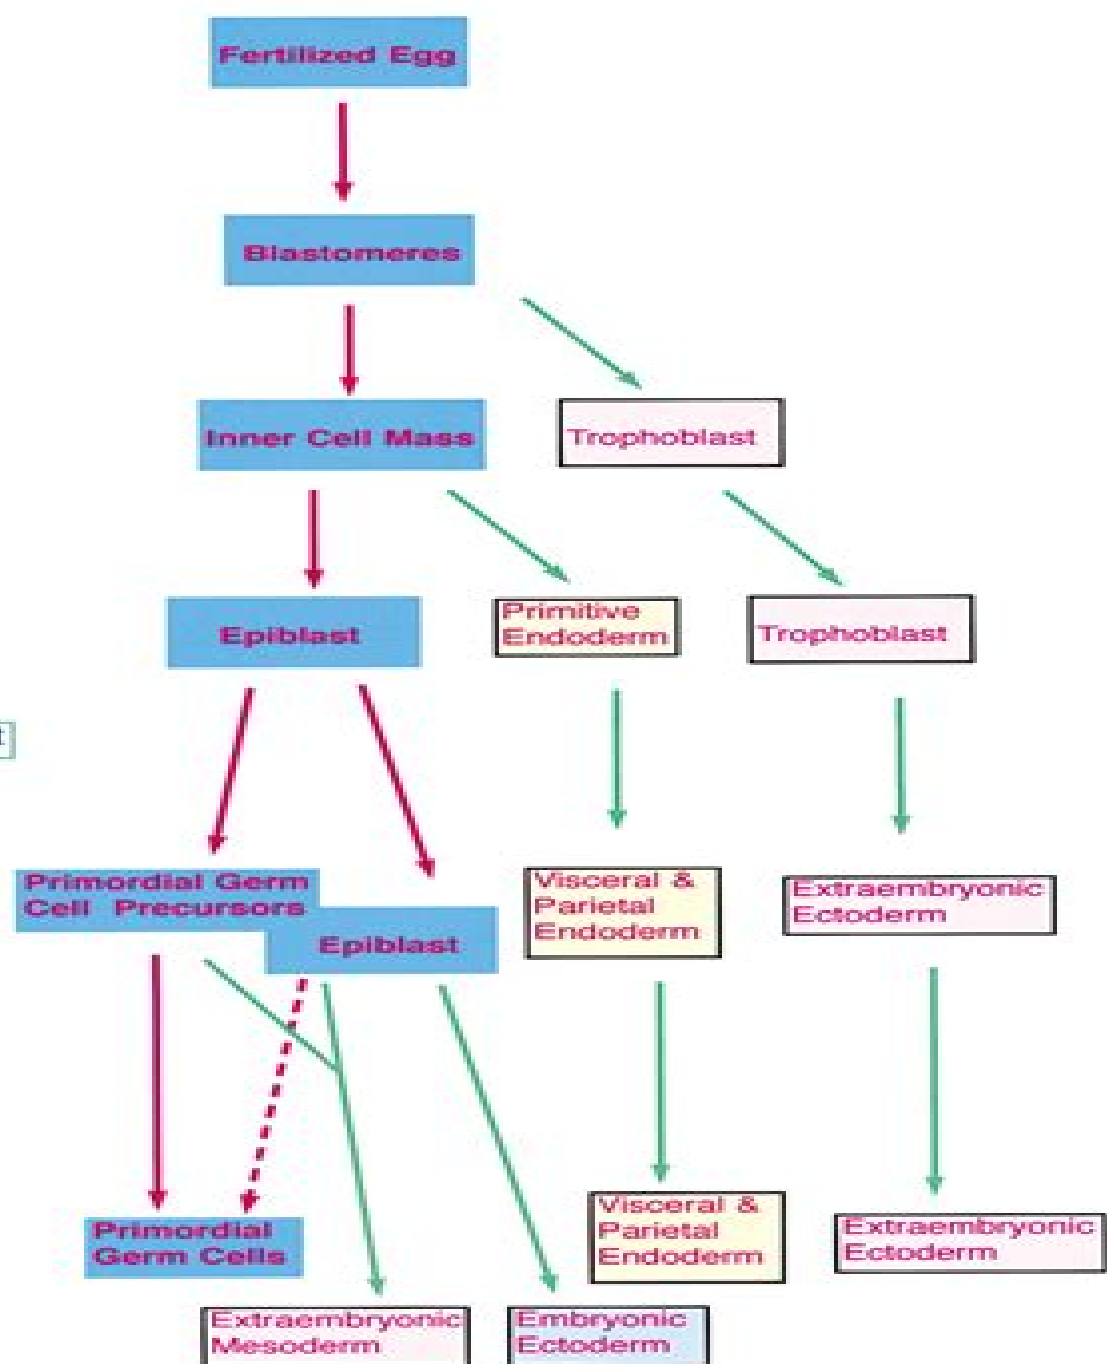 Fertilized Egg
Blastomeres
Inner Cell Mass
Trophoblast
Epiblast
Primitive
Endoderm
Trophoblast
Primordial Germ
Cell Precursors
Epiblast
Visceral &
Parietal
Endoderm
Extraembryonic
Ectoderm
Primordial
Germ Cells
Visceral &
Parietal
Endoderm
Extraembryonic
Ectoderm
Extraembryonic
Mesoderm
Embryonic
Ectoderm